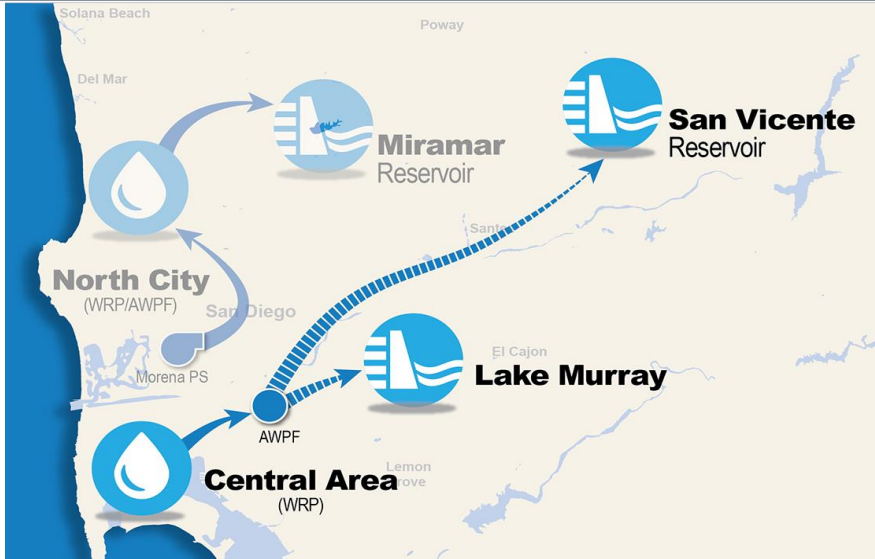 Solana Beach
Poway
Del Mar
San Vicente
Reservoir
Miramar
Reservoir
North City
(WRP/AWPF)
San Diego
Morena PS
El Cajon
Lake Murray
AWPF
Lemon
Central Area
(WRP)